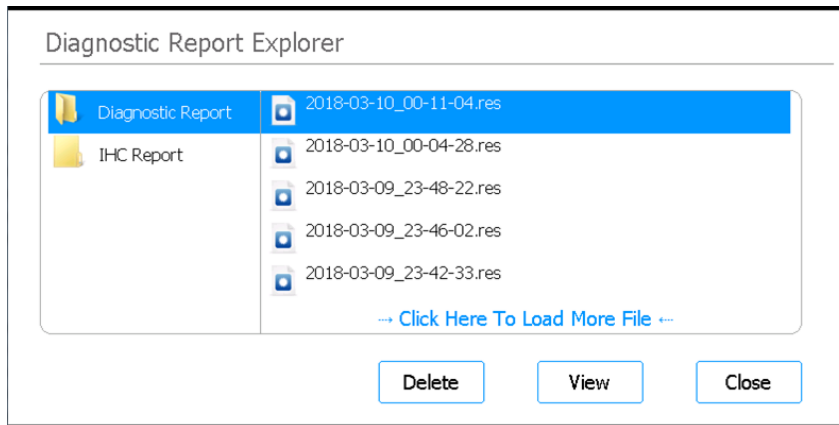 Diagnostic Report Explorer
Diagnostic Report
IHC Report
2018-03-10_00-11-04.res
2018-03-10_00-04-28.res
2018-03-09_23-48-22.res
2018-03-09_23-46-02.res
2018-03-09_23-42-33.res
⤑ Click Here To Load More File ⬸
Delete View Close